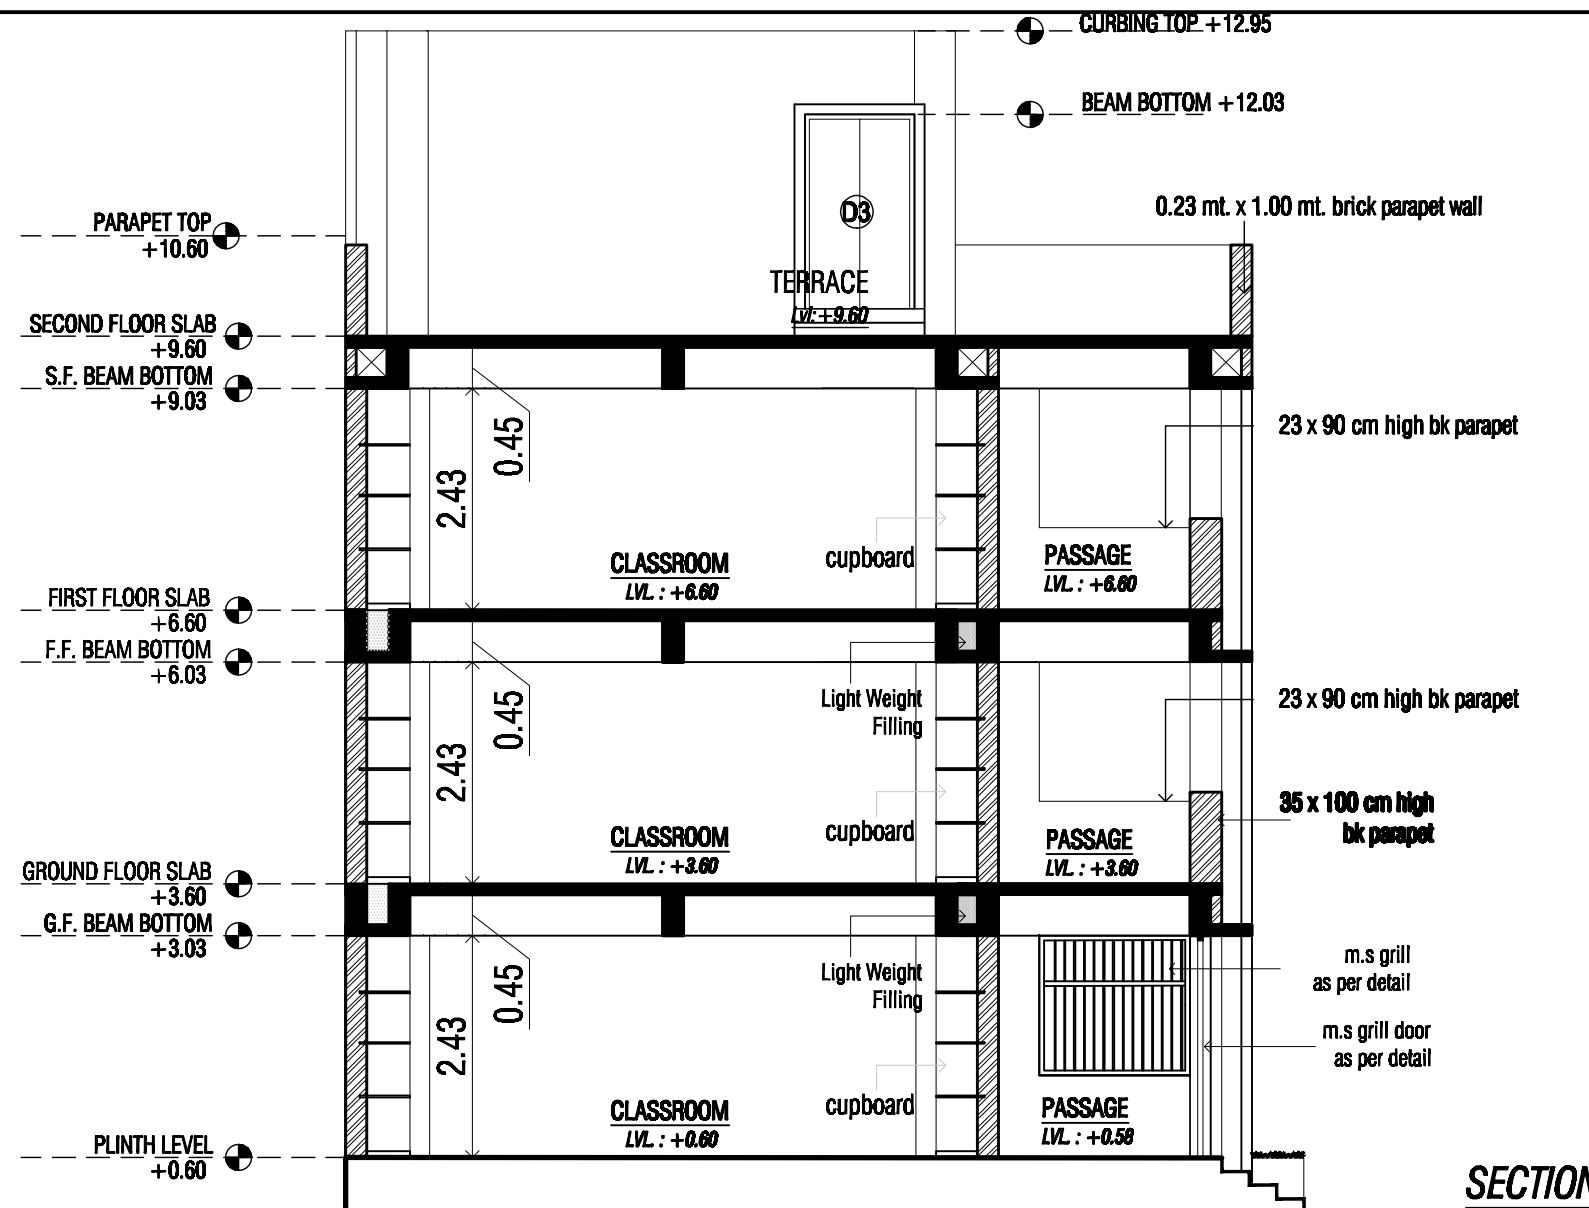 CURBING TOP +12.95
BEAM BOTTOM +12.03
0.23 mt. x 1.00 mt. brick parapet wall
PARAPET TOP
+10.60
D3
TERRACE
Lvl:+9.60
SECOND FLOOR SLAB
+9.60
S.F. BEAM BOTTOM
+9.03
0.45
2.43
23 x 90 cm high bk parapet
cupboard
CLASSROOM
LVL. : +6.60
PASSAGE
LVL. : +6.60
FIRST FLOOR SLAB
+6.60
F.F. BEAM BOTTOM
+6.03
0.45
2.43
Light Weight
Filling
23 x 90 cm high bk parapet
35 x 100 cm high
bk parapet
cupboard
CLASSROOM
LVL. : +3.60
PASSAGE
LVL. : +3.60
GROUND FLOOR SLAB
+3.60
G.F. BEAM BOTTOM
+3.03
0.45
2.43
Light Weight
Filling
m.s grill
as per detail
m.s grill door
as per detail
cupboard
CLASSROOM
LVL. : +0.60
PASSAGE
LVL. : +0.58
PLINTH LEVEL
+0.60
SECTION